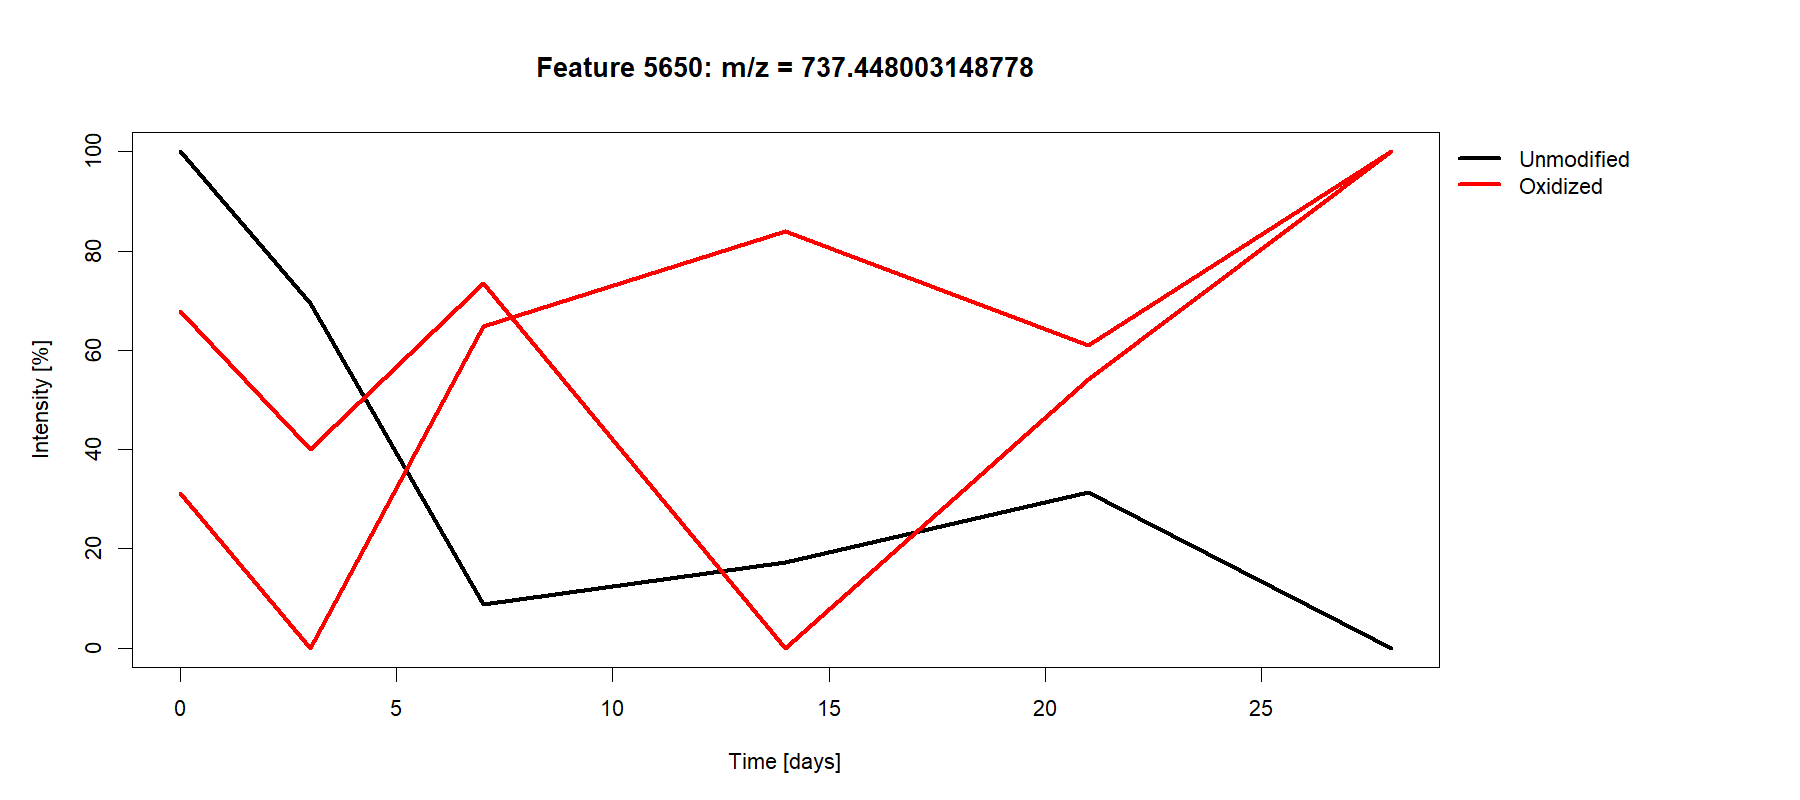 Feature 5650: m/z = 737.448003148778
Unmodified
Oxidized
Intensity [%]
100
80
60
40
20
0
0 5 10 15 20 25
Time [days]